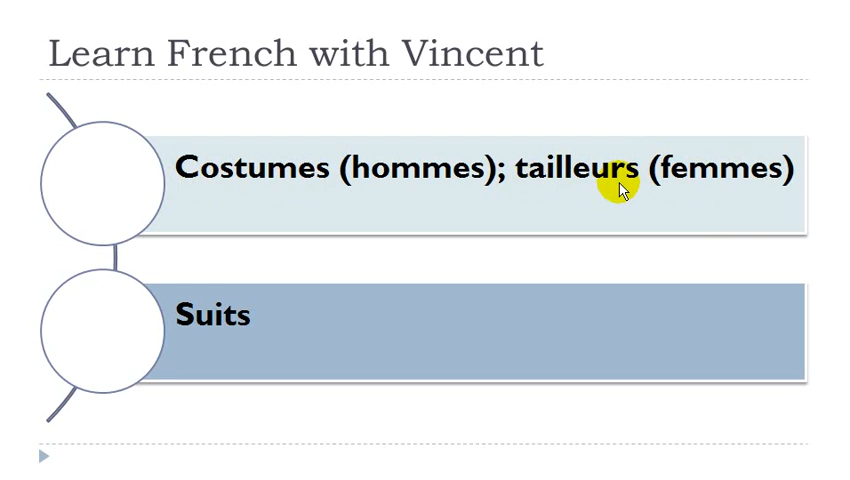 Learn French with Vincent
Costumes (hommes); tailleurs (femmes)
Suits